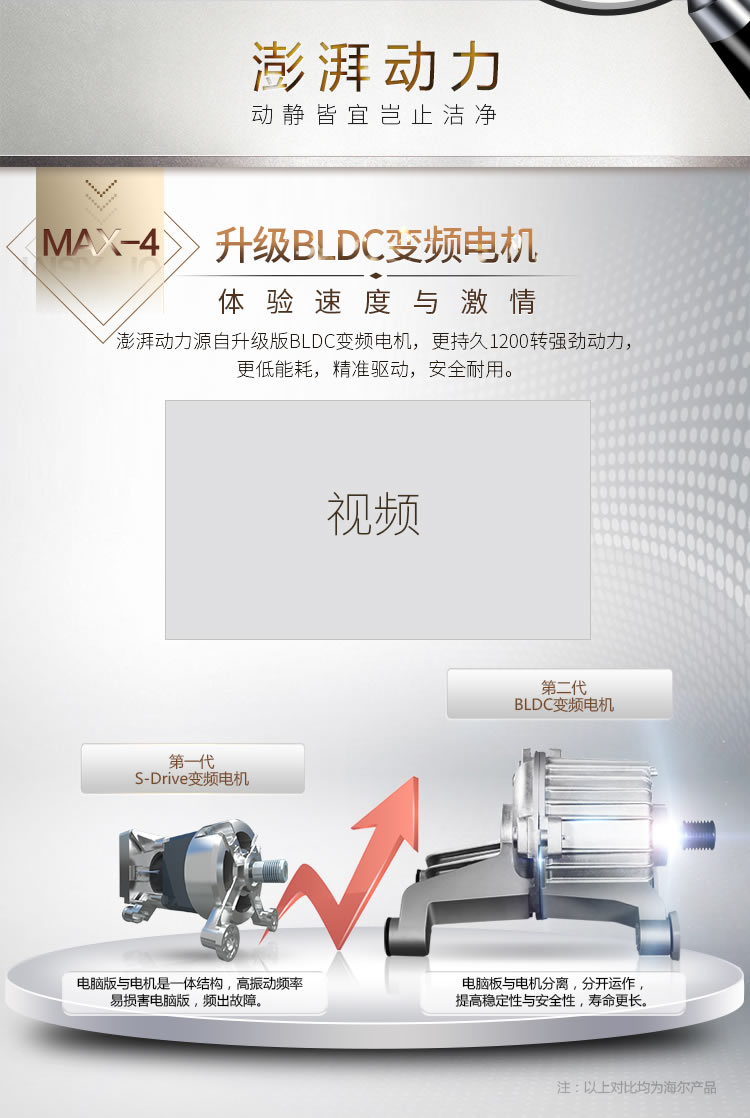 澎湃动力
动静皆宜岂止洁净
MAX-4
升级BLDC变频电机
体验速度与激情
澎湃动力源自升级版BLDC变频电机，更持久1200转强劲动力，
更低能耗，精准驱动，安全耐用。
视频
第二代
BLDC变频电机
第一代
S-Drive变频电机
电脑版与电机是一体结构，高振动频率
易损害电脑版，频出故障。
电脑板与电机分离，分开运作，
提高稳定性与安全性，寿命更长。
注：以上对比均为海尔产品